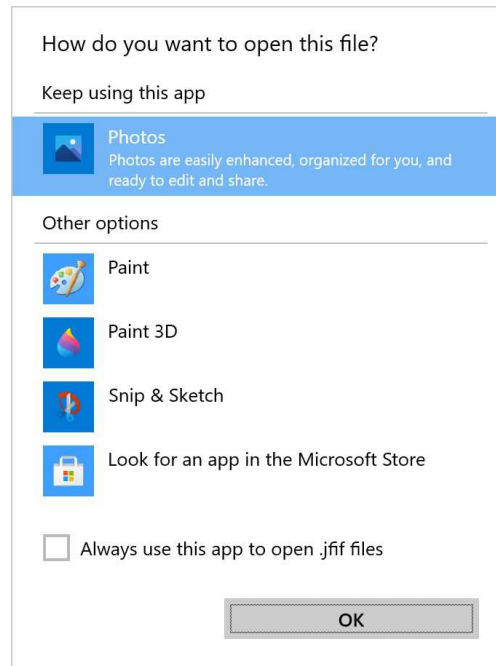 How do you want to open this file?
Keep using this app
Photos
Photos are easily enhanced, organized for you, and
ready to edit and share.
Other options
Paint
Paint 3D
Snip & Sketch
Look for an app in the Microsoft Store
Always use this app to open .jfif files
OK